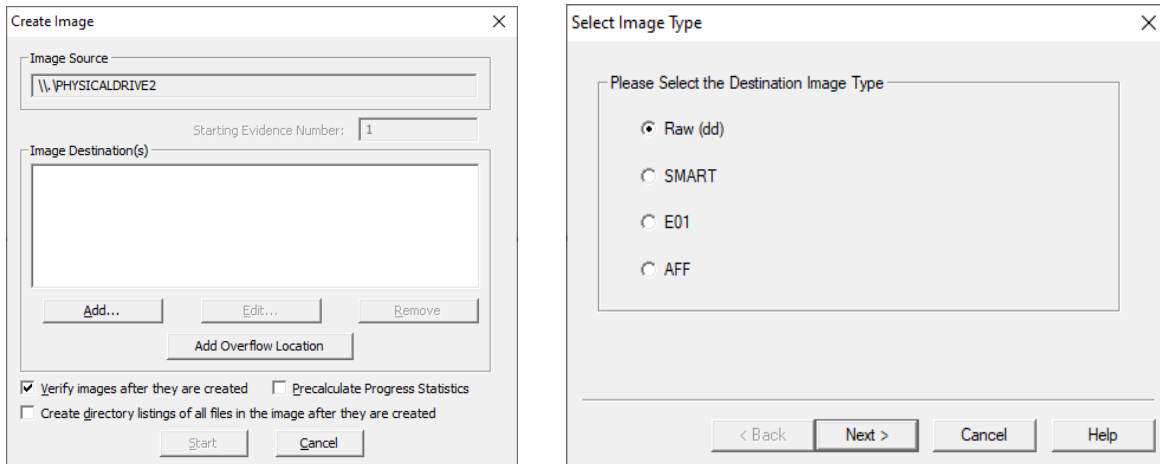 Create Image
Image Source
\\.\PHYSICALDRIVE2
Starting Evidence Number: 1
Image Destination(s)
Add... Edit... Remove
Add Overflow Location
Verify images after they are created Precalculate Progress Statistics
Create directory listings of all files in the image after they are created
Start Cancel
Select Image Type
Please Select the Destination Image Type
Raw (dd)
SMART
E01
AFF
< Back Next > Cancel Help